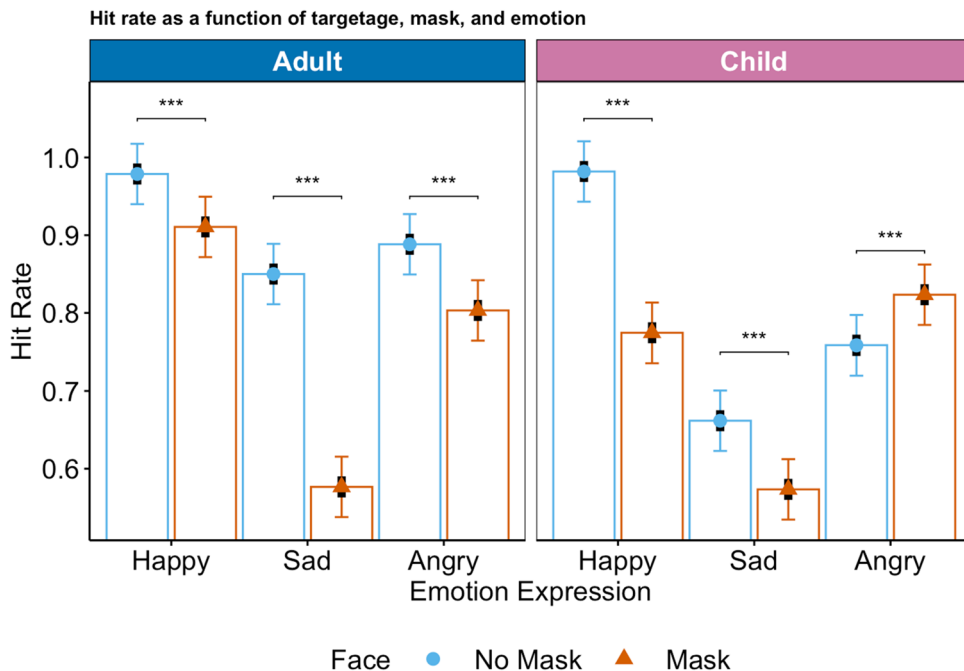 Hit rate as a function of targetage, mask, and emotion
Adult
Child
***
***
***
***
***
***
1.0
0.9
0.8
0.7
0.6
Hit Rate
Happy Sad Angry
Happy Sad Angry
Emotion Expression
Face No Mask Mask